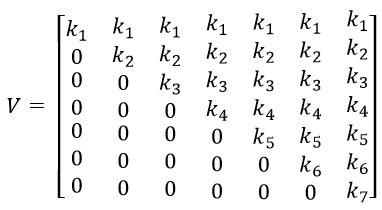 k₁ k₁ k₁ k₁ k₁ k₁ k₁
0 k₂ k₂ k₂ k₂ k₂ k₂
0 0 k₃ k₃ k₃ k₃ k₃
V = 0 0 0 k₄ k₄ k₄ k₄
0 0 0 0 k₅ k₅ k₅
0 0 0 0 0 k₆ k₆
0 0 0 0 0 0 k₇